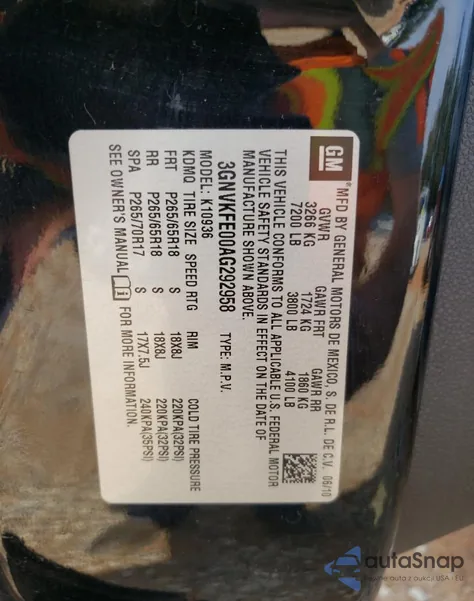 GM
MFD BY GENERAL MOTORS DE MEXICO, S. DE R.L. DE C.V. 06/10
GVWR GAWR FRT GAWR RR
3266 KG 1724 KG 1860 KG
7200 LB 3800 LB 4100 LB
THIS VEHICLE CONFORMS TO ALL APPLICABLE U.S. FEDERAL MOTOR
VEHICLE SAFETY STANDARDS IN EFFECT ON THE DATE OF
MANUFACTURE SHOWN ABOVE.
3GNVKFE00AG292958 TYPE: M.P.V.
MODEL: K10936
KDMQ TIRE SIZE SPEED RTG RIM COLD TIRE PRESSURE
FRT P265/65R18 S 18X8J 220KPA(32PSI)
RR P265/65R18 S 18X8J 220KPA(32PSI)
SPA P265/70R17 S 17X7.5J 240KPA(35PSI)
SEE OWNER'S MANUAL FOR MORE INFORMATION.
autaSnap